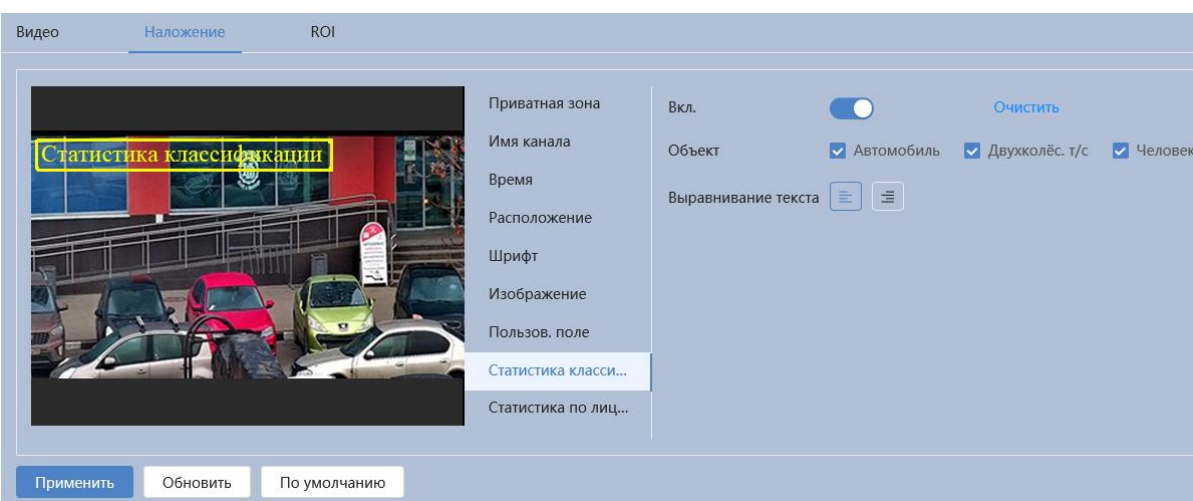 Видео
Наложение
ROI
Статистика классификации
Приватная зона
Имя канала
Время
Расположение
Шрифт
Изображение
Пользов. поле
Статистика класси...
Статистика по лиц...
Вкл.
Очистить
Объект
Автомобиль
Двухколёс. т/с
Человек
Выравнивание текста
Применить
Обновить
По умолчанию